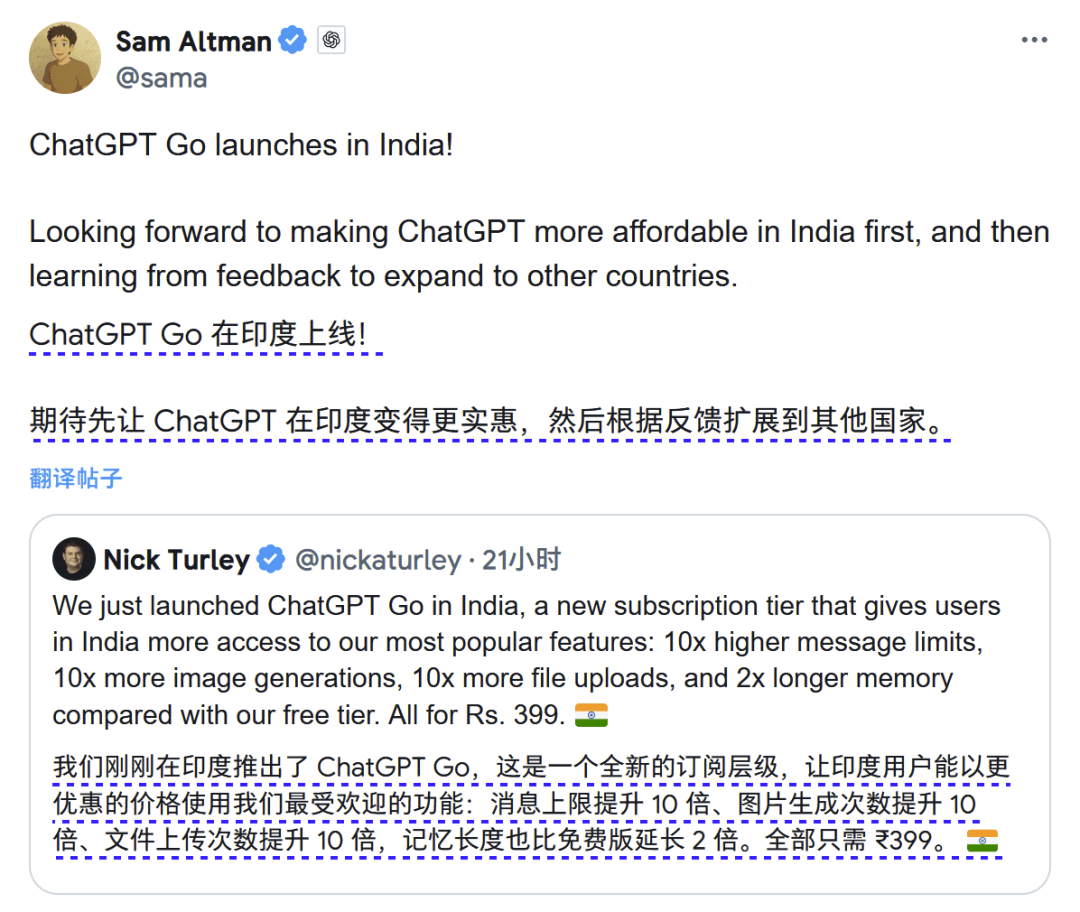 Sam Altman
@sama
ChatGPT Go launches in India!
Looking forward to making ChatGPT more affordable in India first, and then
learning from feedback to expand to other countries.
ChatGPT Go 在印度上线！
期待先让 ChatGPT 在印度变得更实惠，然后根据反馈扩展到其他国家。
翻译帖子
Nick Turley @nickaturley · 21小时
We just launched ChatGPT Go in India, a new subscription tier that gives users
in India more access to our most popular features: 10x higher message limits,
10x more image generations, 10x more file uploads, and 2x longer memory
compared with our free tier. All for Rs. 399. 🇮🇳
我们刚刚在印度推出了 ChatGPT Go，这是一个全新的订阅层级，让印度用户能以更
优惠的价格使用我们最受欢迎的功能：消息上限提升 10 倍、图片生成次数提升 10
倍、文件上传次数提升 10 倍，记忆长度也比免费版延长 2 倍。全部只需 ₹399。 🇮🇳